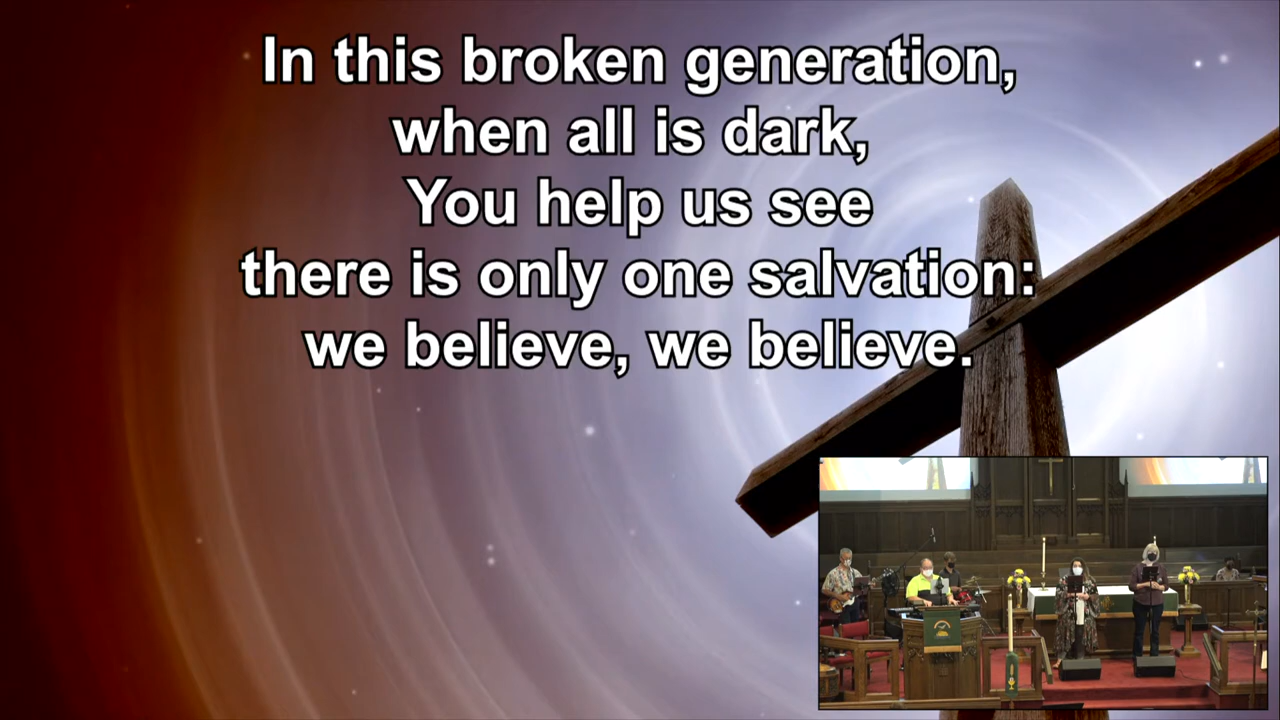 In this broken generation,
when all is dark,
You help us see
there is only one salvation:
we believe, we believe.